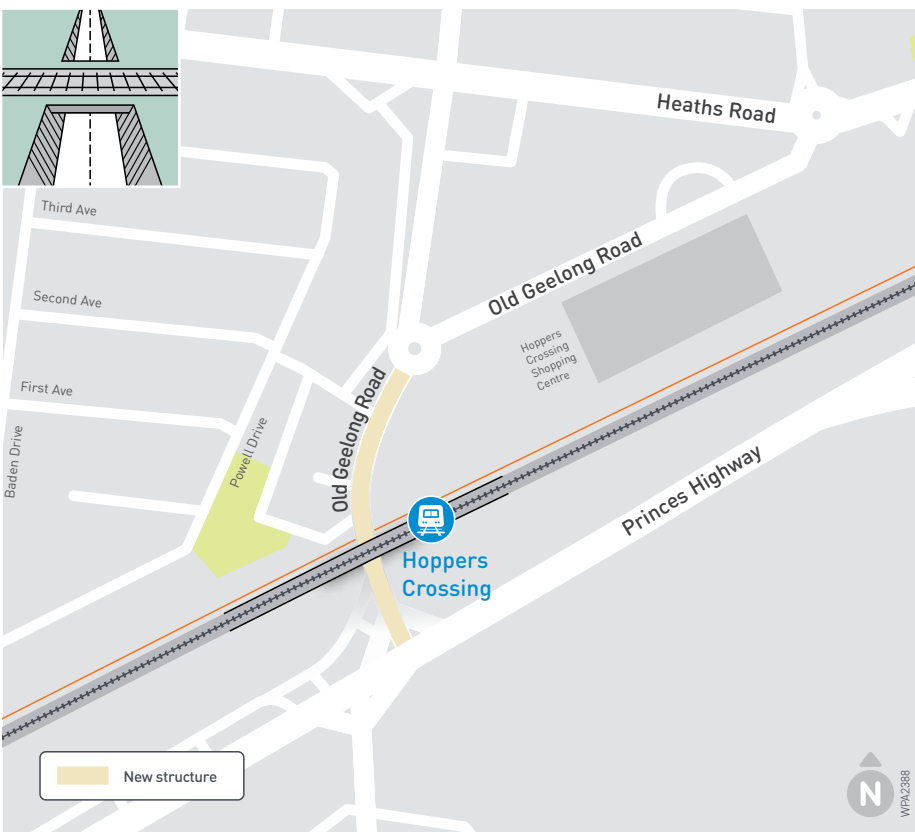 Heaths Road
Third Ave
Old Geelong Road
Second Ave
Hoppers
Crossing
Shopping
Centre
First Ave
Old Geelong Road
Powell Drive
Baden Drive
Princes Highway
Hoppers
Crossing
New structure
N
WPA2388